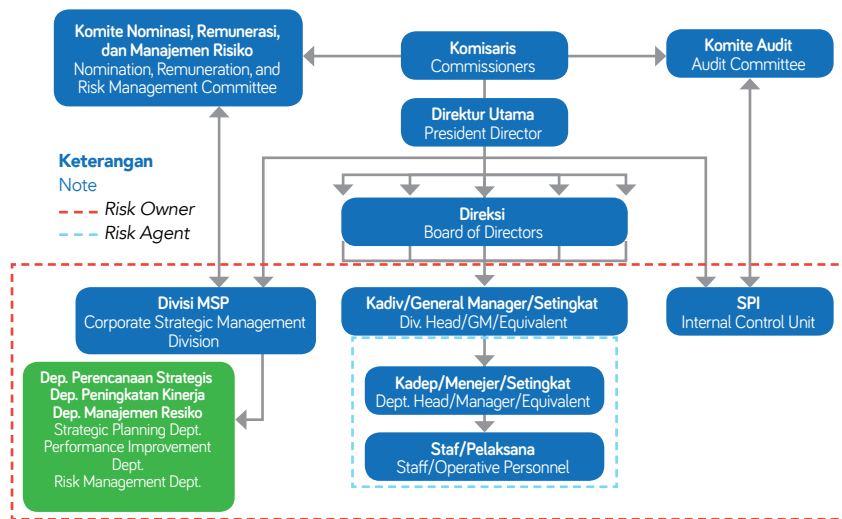 Komite Nominasi, Remunerasi,
dan Manajemen Risiko
Nomination, Remuneration, and
Risk Management Committee
Komisaris
Commissioners
Komite Audit
Audit Committee
Direktur Utama
President Director
Keterangan
Note
Risk Owner
Risk Agent
Direksi
Board of Directors
Divisi MSP
Corporate Strategic Management
Division
Kadiv/General Manager/Setingkat
Div. Head/GM/Equivalent
SPI
Internal Control Unit
Dep. Perencanaan Strategis
Dep. Peningkatan Kinerja
Dep. Manajemen Resiko
Strategic Planning Dept.
Performance Improvement
Dept.
Risk Management Dept.
Kadep/Menejer/Setingkat
Dept. Head/Manager/Equivalent
Staf/Pelaksana
Staff/Operative Personnel